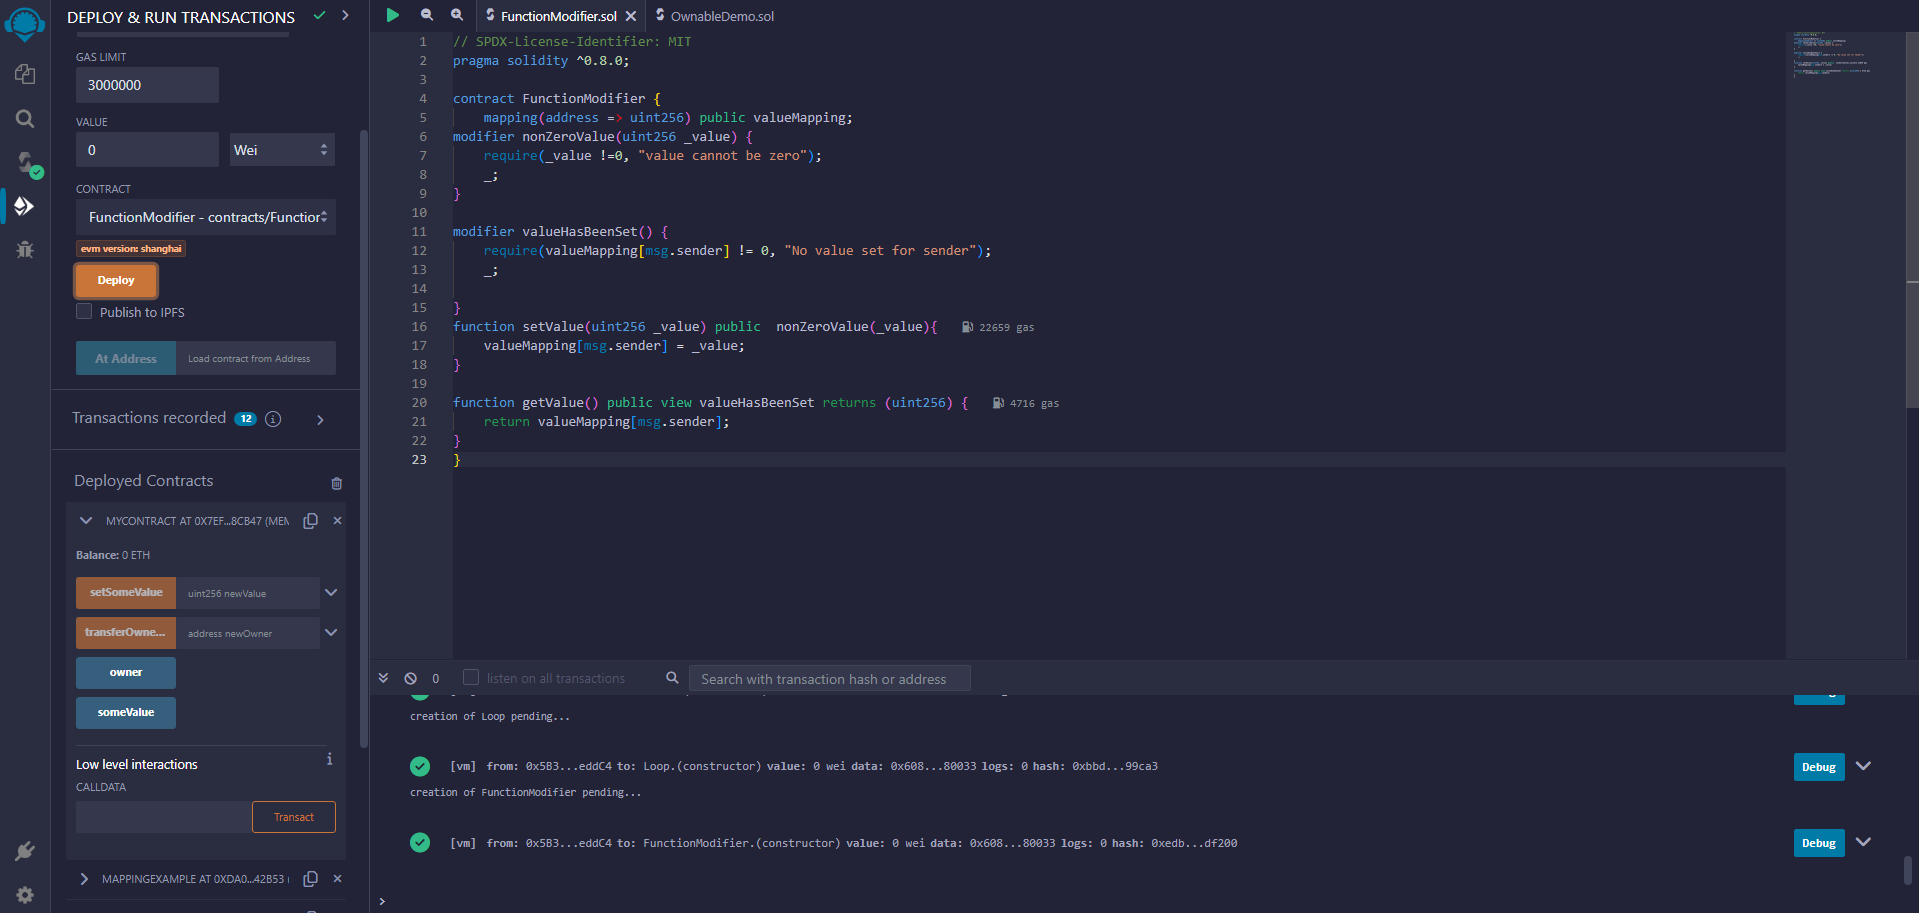 DEPLOY & RUN TRANSACTIONS
GAS LIMIT
3000000
VALUE
0
Wei
CONTRACT
FunctionModifier - contracts/Function
evm version: shanghai
Deploy
Publish to IPFS
At Address
Load contract from Address
Transactions recorded 12
Deployed Contracts
MYCONTRACT AT 0X7EF...8CB47 (MEM
Balance: 0 ETH
setSomeValue
uint256 newValue
transferOwne...
address newOwner
owner
someValue
Low level interactions
CALLDATA
Transact
MAPPINGEXAMPLE AT 0XDA0...42B53 (
FunctionModifier.sol
OwnableDemo.sol
1 // SPDX-License-Identifier: MIT
2 pragma solidity ^0.8.0;
3
4 contract FunctionModifier {
5 mapping(address => uint256) public valueMapping;
6 modifier nonZeroValue(uint256 _value) {
7 require(_value !=0, "value cannot be zero");
8 _;
9 }
10
11 modifier valueHasBeenSet() {
12 require(valueMapping[msg.sender] != 0, "No value set for sender");
13 _;
14
15 }
16 function setValue(uint256 _value) public  nonZeroValue(_value){ 22659 gas
17 valueMapping[msg.sender] = _value;
18 }
19
20 function getValue() public view valueHasBeenSet returns (uint256) { 4716 gas
21 return valueMapping[msg.sender];
22 }
23 }
0
listen on all transactions
Search with transaction hash or address
creation of Loop pending...
[vm] from: 0x5B3...eddC4 to: Loop.(constructor) value: 0 wei data: 0x608...80033 logs: 0 hash: 0xbbd...99ca3
Debug
creation of FunctionModifier pending...
[vm] from: 0x5B3...eddC4 to: FunctionModifier.(constructor) value: 0 wei data: 0x608...80033 logs: 0 hash: 0xedb...df200
Debug
>